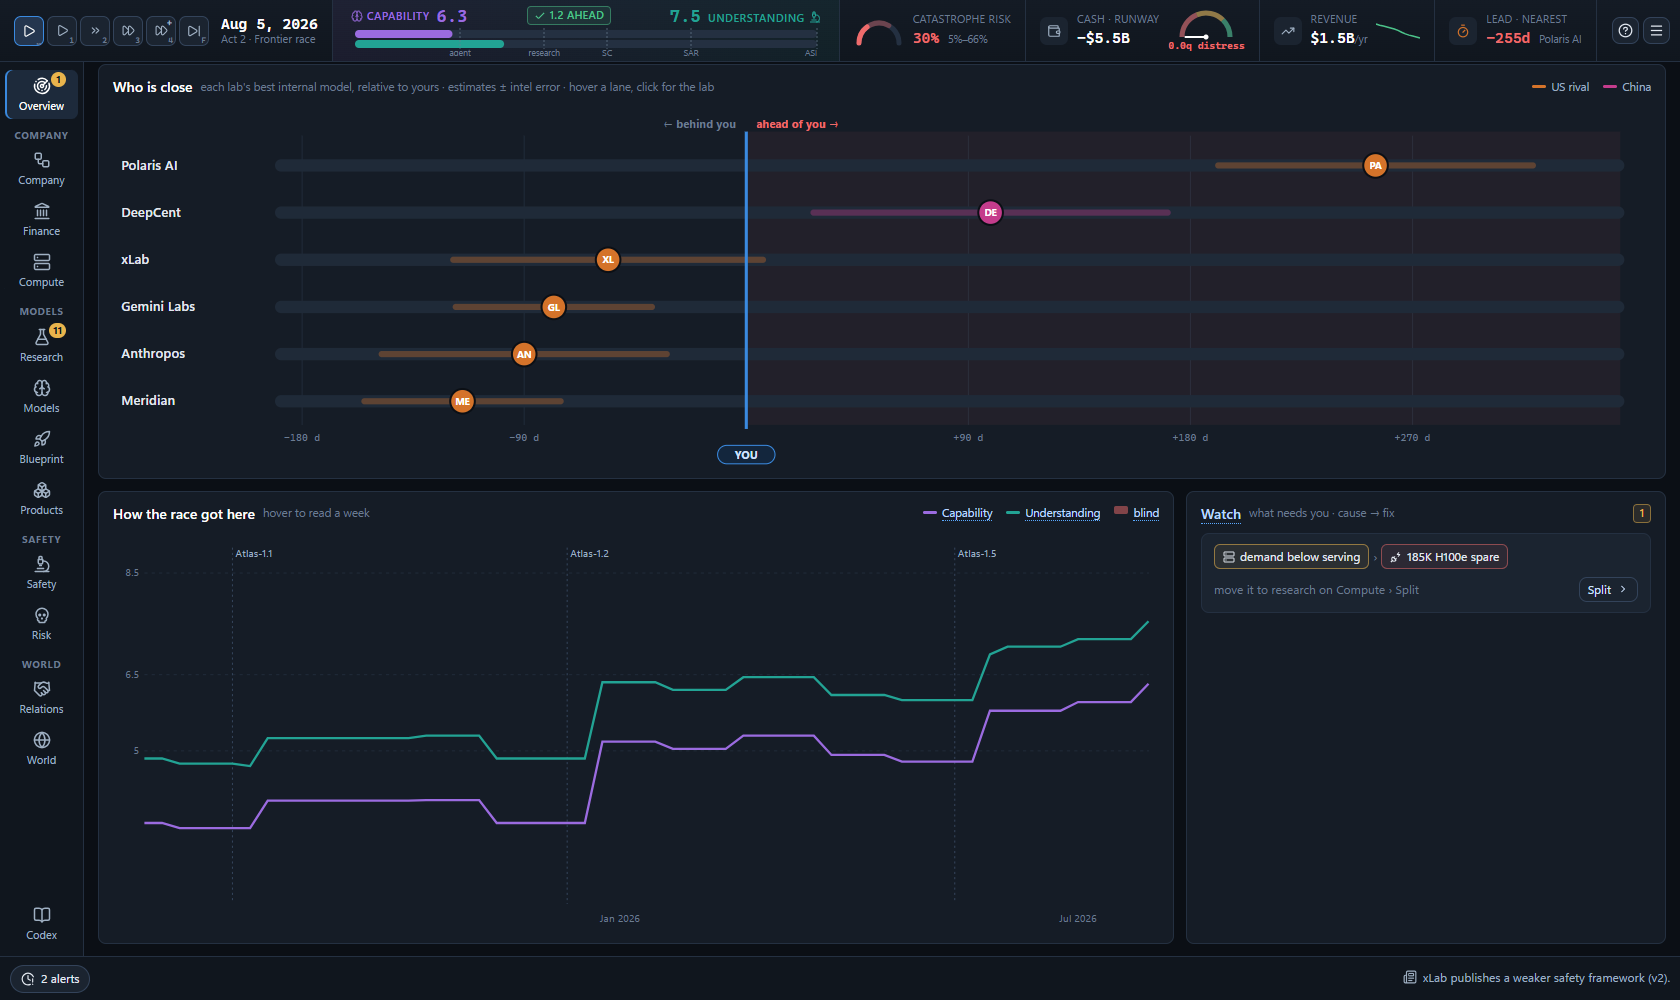 1
2
3
4
F
Aug 5, 2026
Act 2 · Frontier race
CAPABILITY 6.3
1.2 AHEAD
7.5 UNDERSTANDING
agent
research
SC
SAR
ASI
CATASTROPHE RISK
30% 5%–66%
CASH · RUNWAY
−$5.5B
0.0q distress
REVENUE
$1.5B/yr
LEAD · NEAREST
−255d Polaris AI
1
Overview
COMPANY
Company
Finance
Compute
MODELS
11
Research
Models
Blueprint
Products
SAFETY
Safety
Risk
WORLD
Relations
World
Codex
Who is close each lab's best internal model, relative to yours · estimates ± intel error · hover a lane, click for the lab
US rival
China
← behind you
ahead of you →
Polaris AI
PA
DeepCent
DE
xLab
XL
Gemini Labs
GL
Anthropos
AN
Meridian
ME
−180 d
−90 d
+90 d
+180 d
+270 d
YOU
How the race got here hover to read a week
Capability
Understanding
blind
Atlas-1.1
Atlas-1.2
Atlas-1.5
8.5
6.5
5
Jan 2026
Jul 2026
Watch what needs you · cause → fix
1
demand below serving › 185K H100e spare
move it to research on Compute › Split
Split ›
2 alerts
xLab publishes a weaker safety framework (v2).